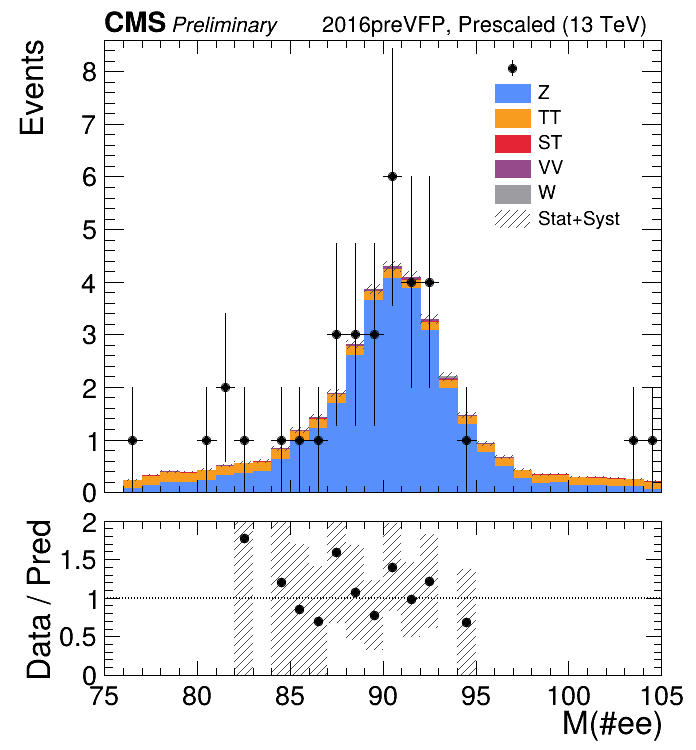 CMS Preliminary 2016preVFP, Prescaled (13 TeV)
Events
8
7
6
5
4
3
2
1
0
Z
TT
ST
VV
W
Stat+Syst
Data / Pred
2
1.5
1
0.5
0
75 80 85 90 95 100 105
M(#ee)